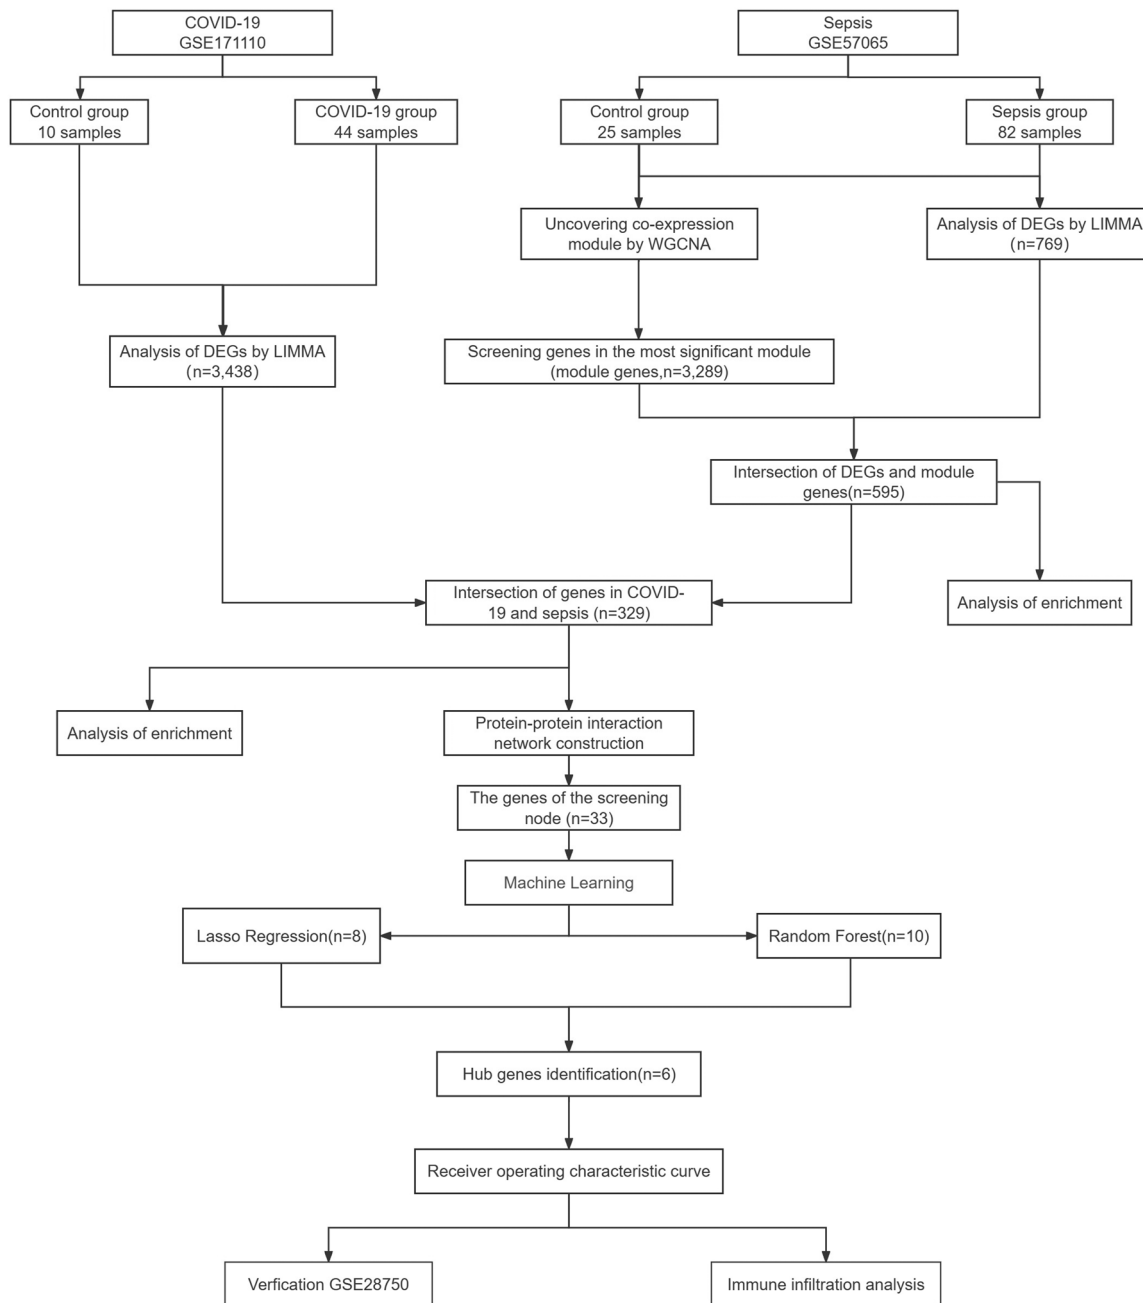 COVID-19
GSE171110
Sepsis
GSE57065
Control group
10 samples
COVID-19 group
44 samples
Control group
25 samples
Sepsis group
82 samples
Uncovering co-expression
module by WGCNA
Analysis of DEGs by LIMMA
(n=769)
Analysis of DEGs by LIMMA
(n=3,438)
Screening genes in the most significant module
(module genes,n=3,289)
Intersection of DEGs and module
genes(n=595)
Intersection of genes in COVID-
19 and sepsis (n=329)
Analysis of enrichment
Analysis of enrichment
Protein-protein interaction
network construction
The genes of the screening
node (n=33)
Machine Learning
Lasso Regression(n=8)
Random Forest(n=10)
Hub genes identification(n=6)
Receiver operating characteristic curve
Verfication GSE28750
Immune infiltration analysis